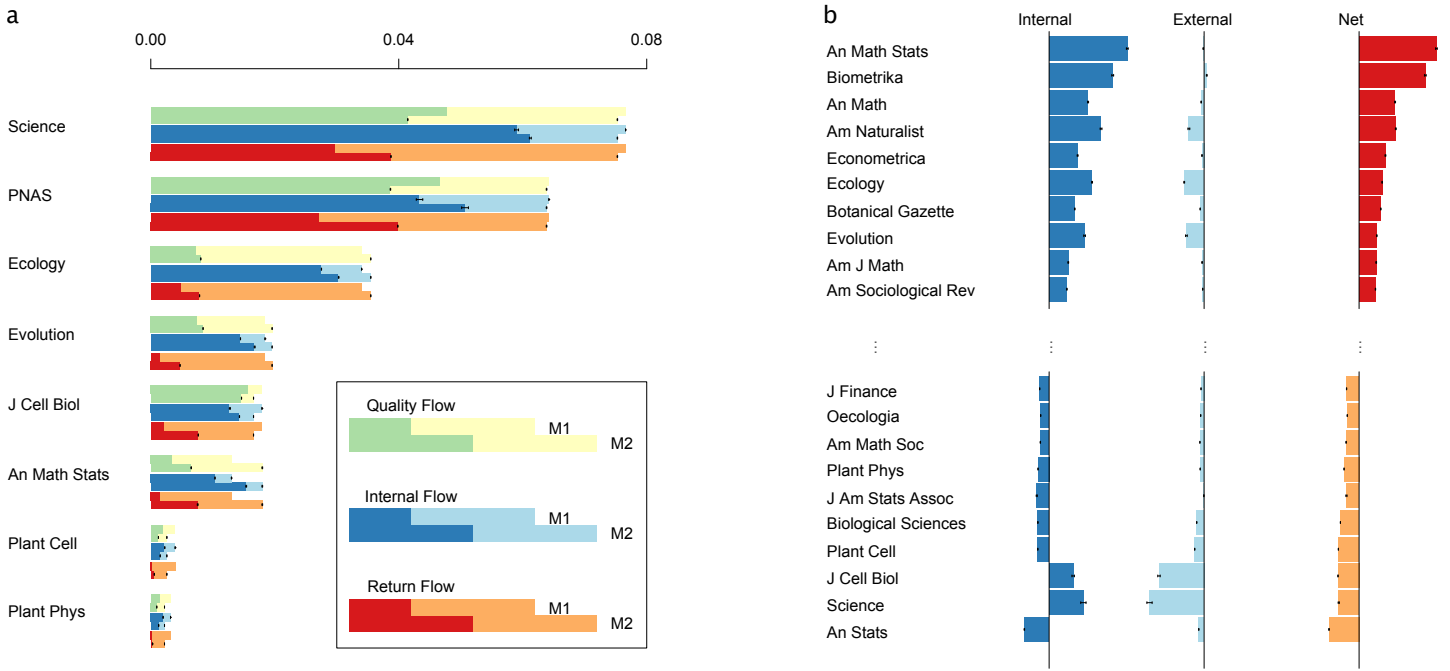 a
0.00 0.04 0.08
Science
PNAS
Ecology
Evolution
J Cell Biol
An Math Stats
Plant Cell
Plant Phys
Quality Flow
M1
M2
Internal Flow
M1
M2
Return Flow
M1
M2
b
Internal External Net
An Math Stats
Biometrika
An Math
Am Naturalist
Econometrica
Ecology
Botanical Gazette
Evolution
Am J Math
Am Sociological Rev
⋮ ⋮ ⋮ ⋮
J Finance
Oecologia
Am Math Soc
Plant Phys
J Am Stats Assoc
Biological Sciences
Plant Cell
J Cell Biol
Science
An Stats
Internal External Net